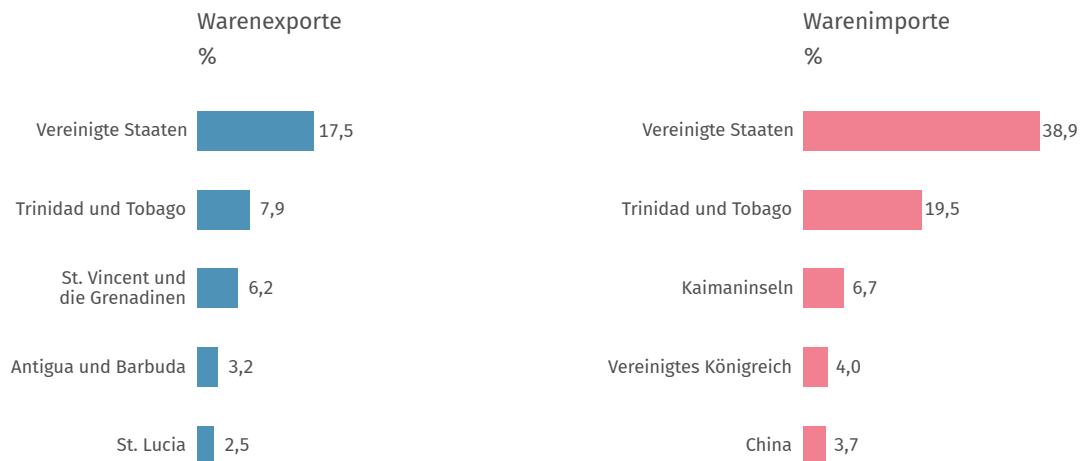 Warenexporte
%
Vereinigte Staaten 17,5
Trinidad und Tobago 7,9
St. Vincent und
die Grenadinen 6,2
Antigua und Barbuda 3,2
St. Lucia 2,5
Warenimporte
%
Vereinigte Staaten 38,9
Trinidad und Tobago 19,5
Kaimaninseln 6,7
Vereinigtes Königreich 4,0
China 3,7